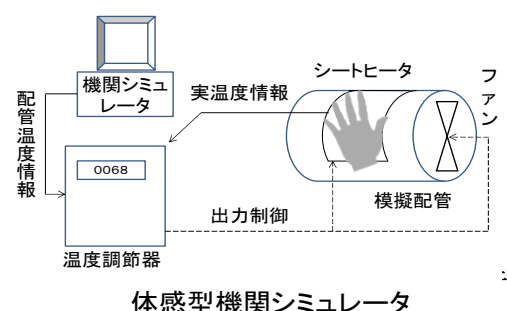 機関シミュ
レータ
配管温度情報
実温度情報
シートヒータ
ファン
0068
模擬配管
出力制御
温度調節器
体感型機関シミュレータ